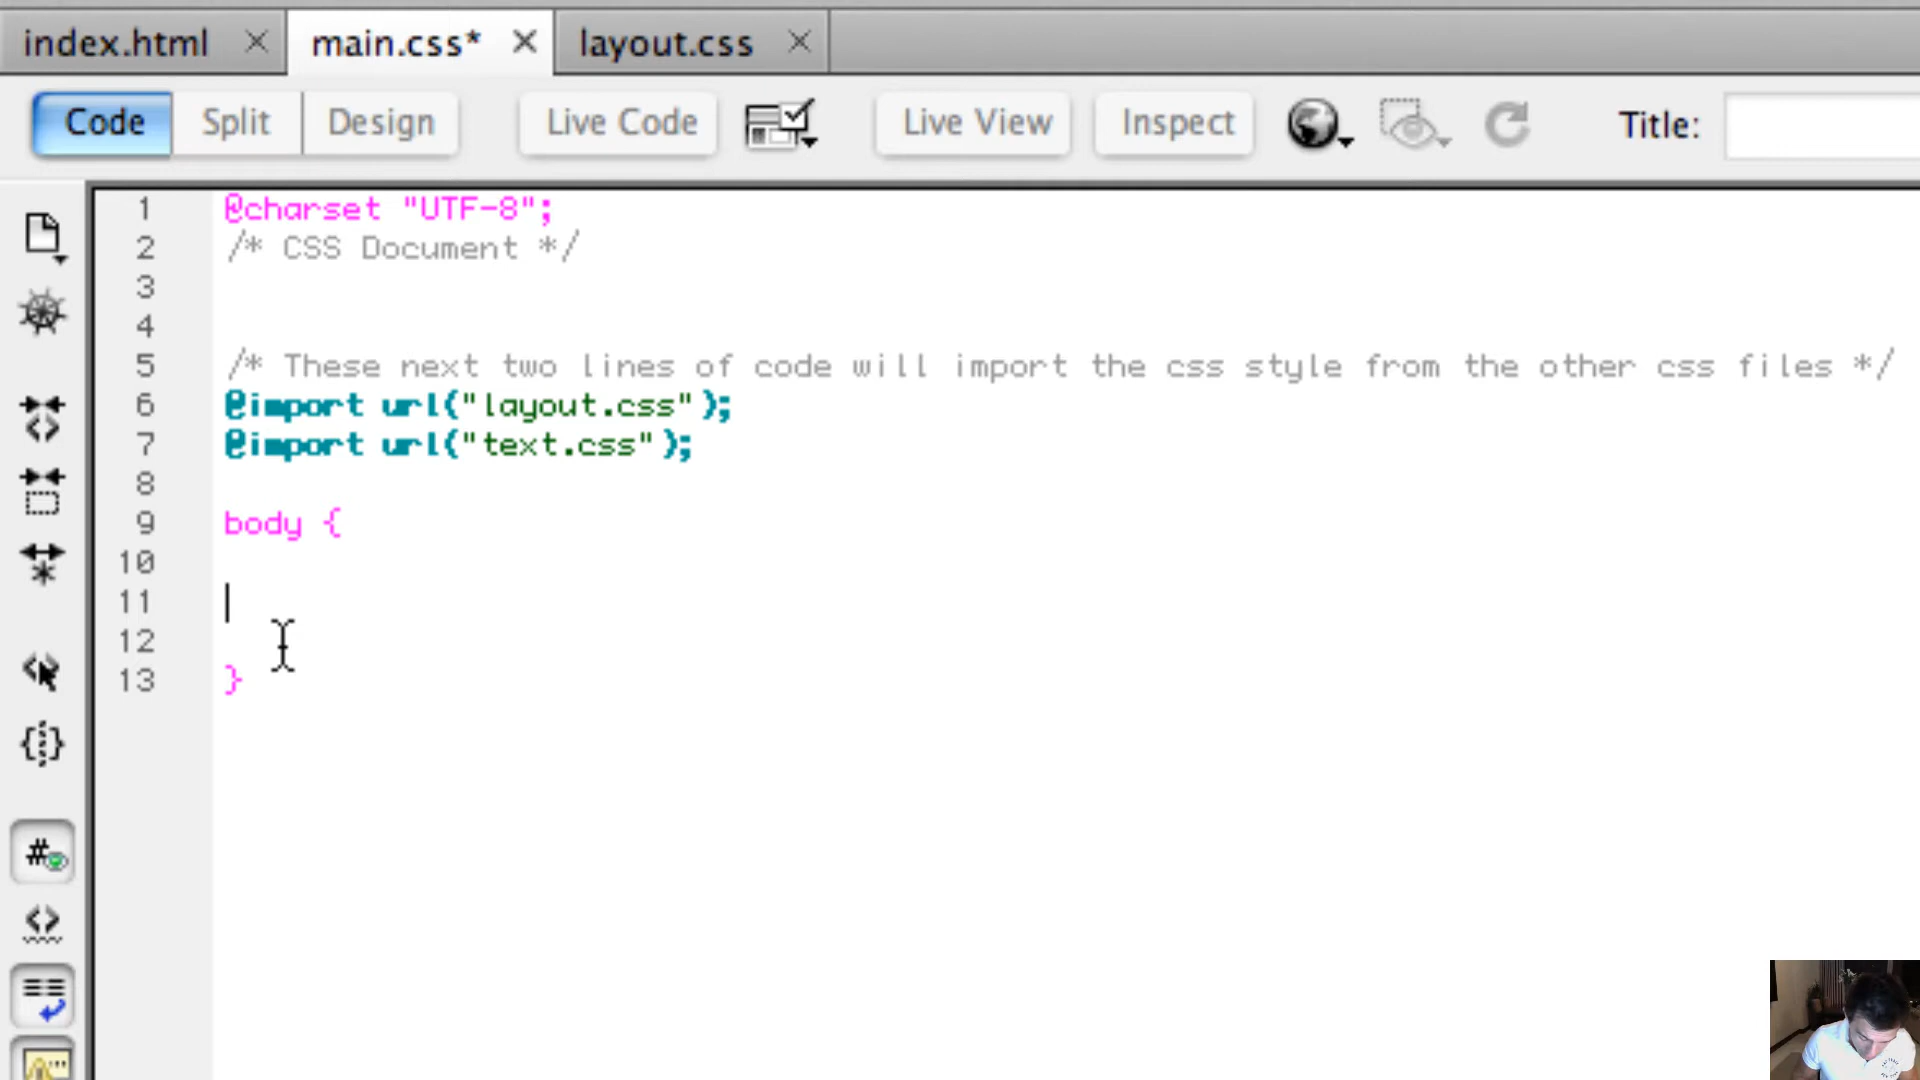 index.html main.css* layout.css
Code Split Design Live Code Live View Inspect Title:
1 @charset "UTF-8";
2 /* CSS Document */
3
4
5 /* These next two lines of code will import the css style from the other css files */
6 @import url("layout.css");
7 @import url("text.css");
8
9 body {
10
11
12
13 }